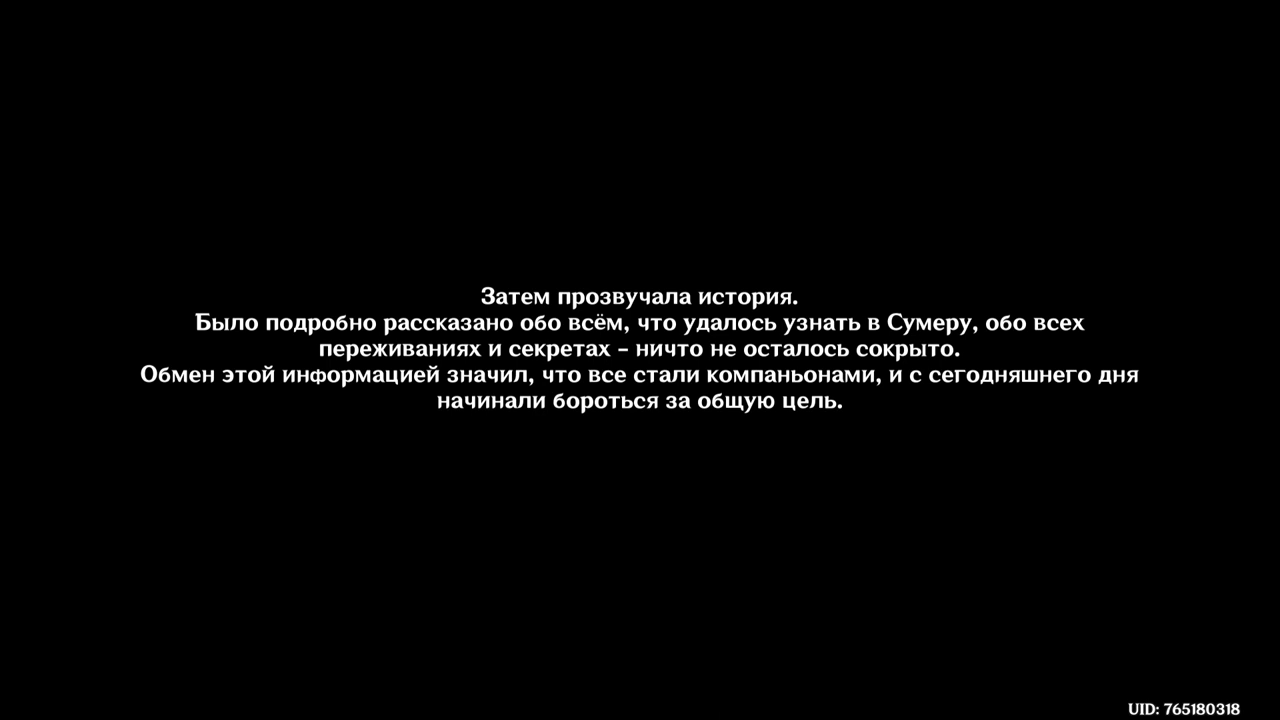 Затем прозвучала история.
Было подробно рассказано обо всём, что удалось узнать в Сумеру, обо всех
переживаниях и секретах – ничто не осталось сокрыто.
Обмен этой информацией значил, что все стали компаньонами, и с сегодняшнего дня
начинали бороться за общую цель.
UID: 765180318